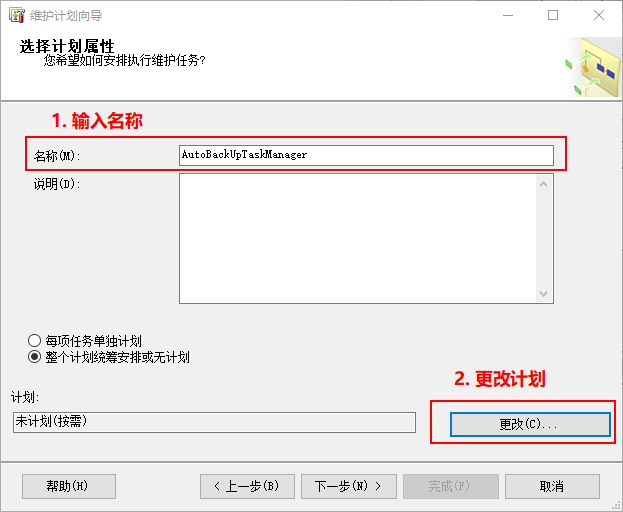 维护计划向导
选择计划属性
您希望如何安排执行维护任务?
1. 输入名称
名称(M): AutoBackUpTaskManager
说明(D):
每项任务单独计划
整个计划统筹安排或无计划
2. 更改计划
计划:
未计划(按需) 更改(C)...
帮助(H) < 上一步(B) 下一步(N) > 完成(F) 取消